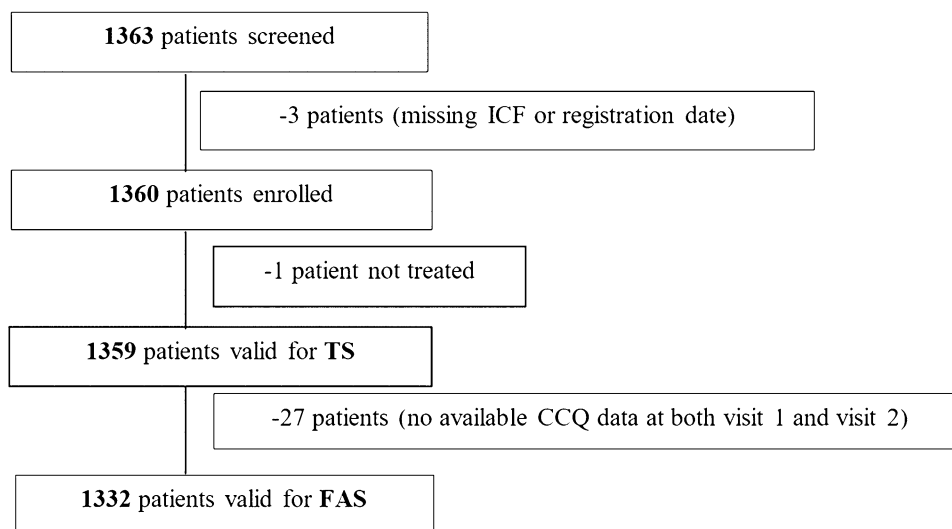 1363 patients screened
-3 patients (missing ICF or registration date)
1360 patients enrolled
-1 patient not treated
1359 patients valid for TS
-27 patients (no available CCQ data at both visit 1 and visit 2)
1332 patients valid for FAS